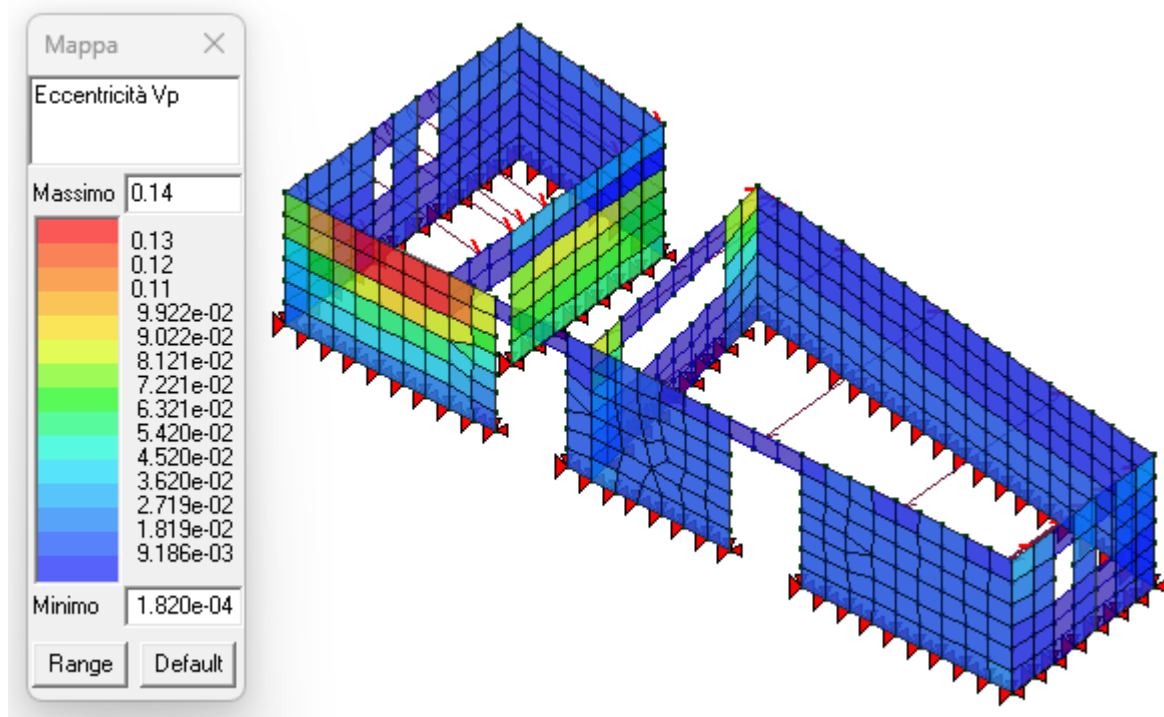 Mappa
Eccentricità Vp
Massimo 0.14
0.13
0.12
0.11
9.922e-02
9.022e-02
8.121e-02
7.221e-02
6.321e-02
5.420e-02
4.520e-02
3.620e-02
2.719e-02
1.819e-02
9.186e-03
Minimo 1.820e-04
Range Default